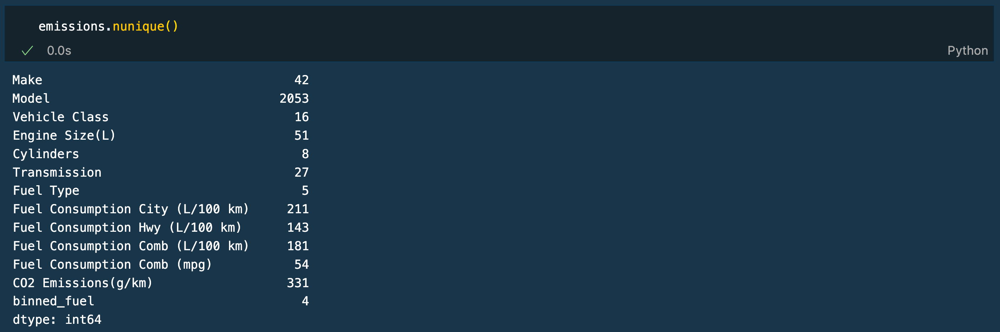 emissions.nunique()
0.0s
Python
Make 42
Model 2053
Vehicle Class 16
Engine Size(L) 51
Cylinders 8
Transmission 27
Fuel Type 5
Fuel Consumption City (L/100 km) 211
Fuel Consumption Hwy (L/100 km) 143
Fuel Consumption Comb (L/100 km) 181
Fuel Consumption Comb (mpg) 54
CO2 Emissions(g/km) 331
binned_fuel 4
dtype: int64